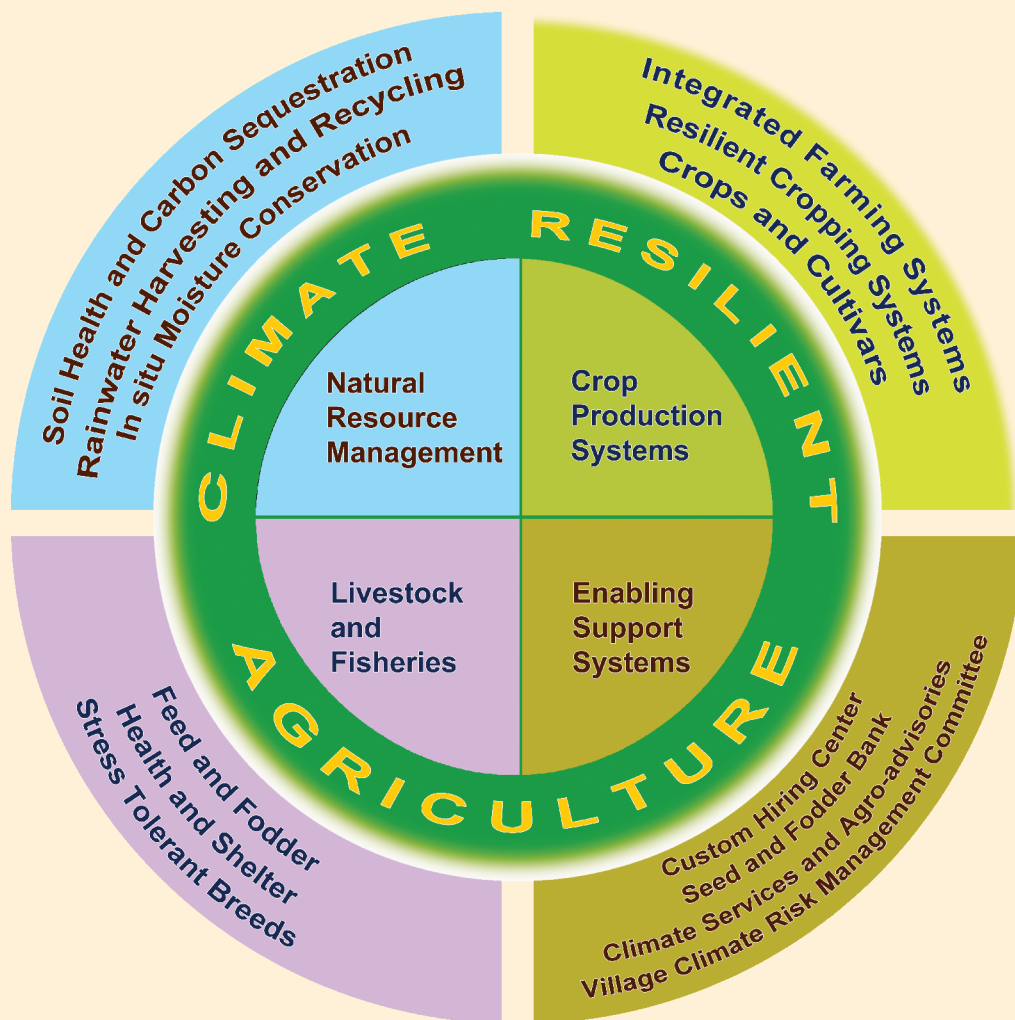 Soil Health and Carbon Sequestration
Rainwater Harvesting and Recycling
In situ Moisture Conservation
Integrated Farming Systems
Resilient Cropping Systems
Crops and Cultivars
CLIMATE RESILIENT
AGRICULTURE
Natural
Resource
Management
Crop
Production
Systems
Livestock
and
Fisheries
Enabling
Support
Systems
Feed and Fodder
Health and Shelter
Stress Tolerant Breeds
Custom Hiring Center
Seed and Fodder Bank
Climate Services and Agro-advisories
Village Climate Risk Management Committee